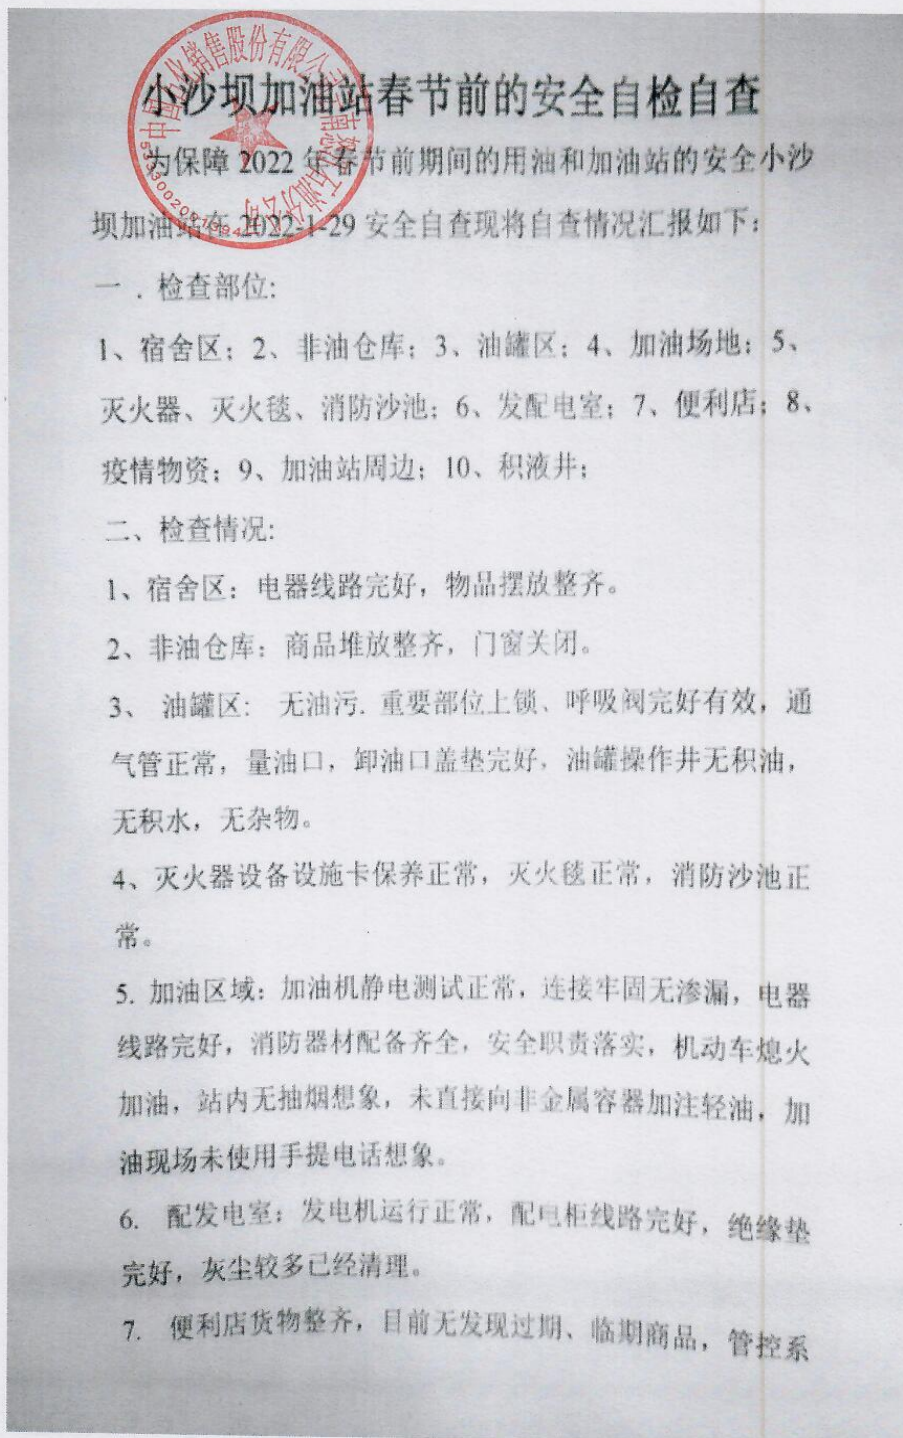 小沙坝加油站春节前的安全自检自查
为保障 2022 年春节前期间的用油和加油站的安全小沙
坝加油站在 2022-1-29 安全自查现将自查情况汇报如下：
一 . 检查部位:
1、宿舍区；2、非油仓库；3、油罐区；4、加油场地；5、
灭火器、灭火毯、消防沙池；6、发配电室；7、便利店；8、
疫情物资；9、加油站周边；10、积液井；
二、检查情况:
1、宿舍区：电器线路完好，物品摆放整齐。
2、非油仓库：商品堆放整齐，门窗关闭。
3、 油罐区: 无油污. 重要部位上锁、呼吸阀完好有效，通
气管正常，量油口，卸油口盖垫完好，油罐操作井无积油，
无积水，无杂物。
4、灭火器设备设施卡保养正常，灭火毯正常，消防沙池正
常。
5. 加油区域：加油机静电测试正常，连接牢固无渗漏，电器
线路完好，消防器材配备齐全，安全职责落实，机动车熄火
加油，站内无抽烟想象，未直接向非金属容器加注轻油，加
油现场未使用手提电话想象。
6. 配发电室：发电机运行正常，配电柜线路完好，绝缘垫
完好，灰尘较多已经清理。
7. 便利店货物整齐，目前无发现过期、临期商品，管控系